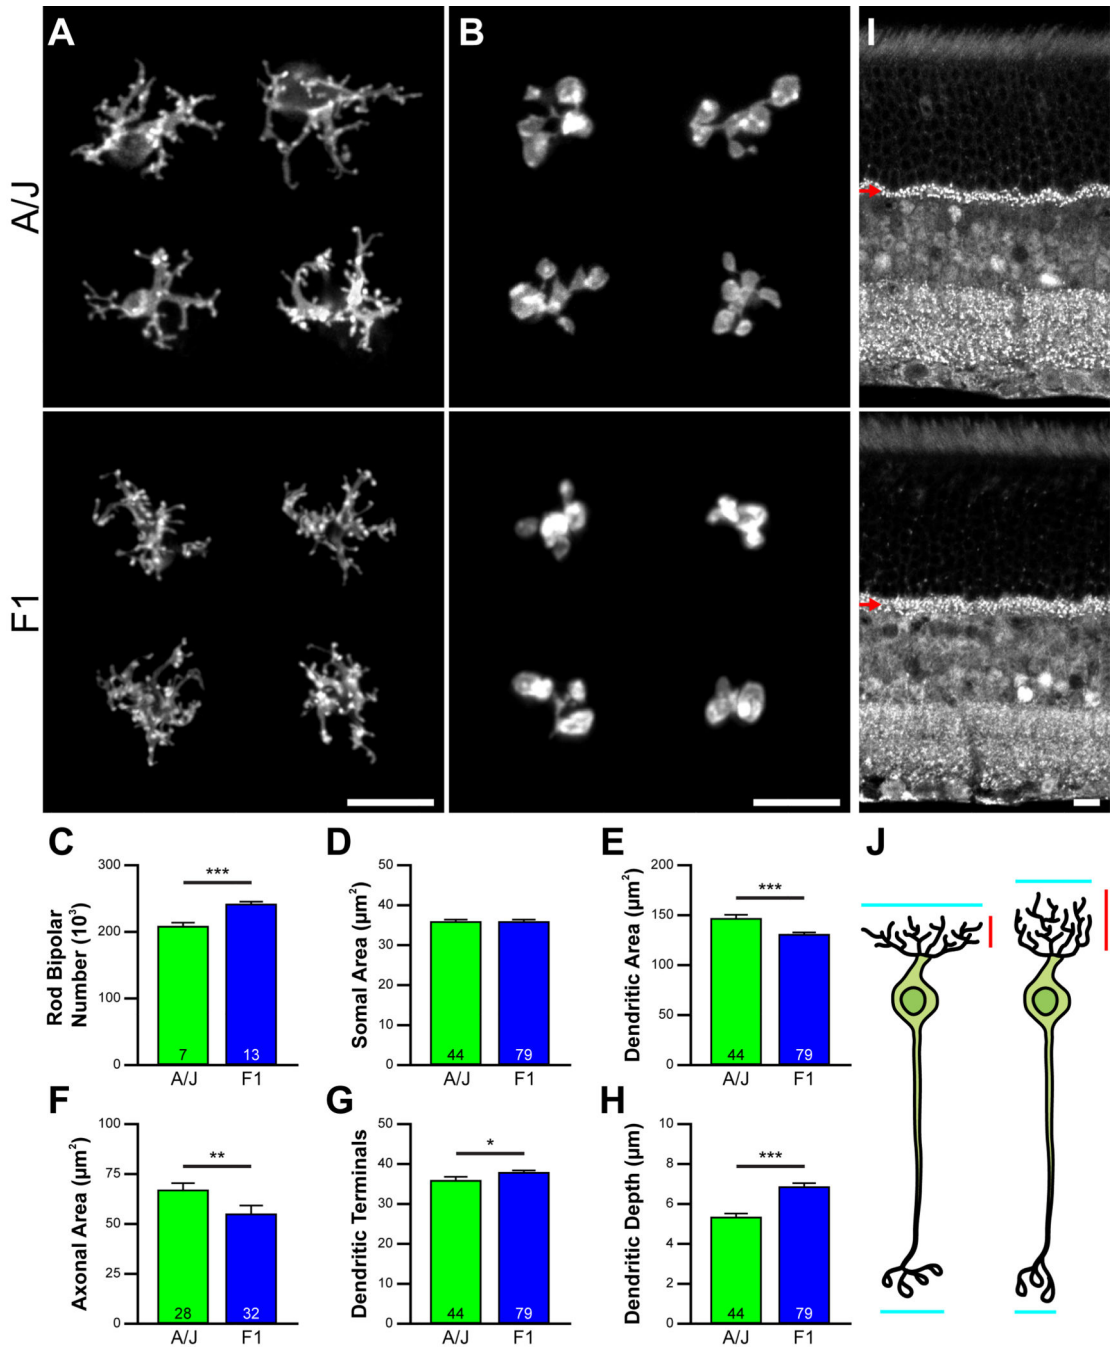 A
B
I
A/J
F1
C
Rod Bipolar
Number (10³)
300
200
100
0
***
7
13
A/J
F1
D
Somal Area (µm²)
50
40
30
20
10
0
44
79
A/J
F1
E
Dendritic Area (µm²)
200
150
100
50
0
***
44
79
A/J
F1
J
F
Axonal Area (µm²)
100
75
50
25
0
**
28
32
A/J
F1
G
Dendritic Terminals
50
40
30
20
10
0
*
44
79
A/J
F1
H
Dendritic Depth (µm)
10
8
6
4
2
0
***
44
79
A/J
F1